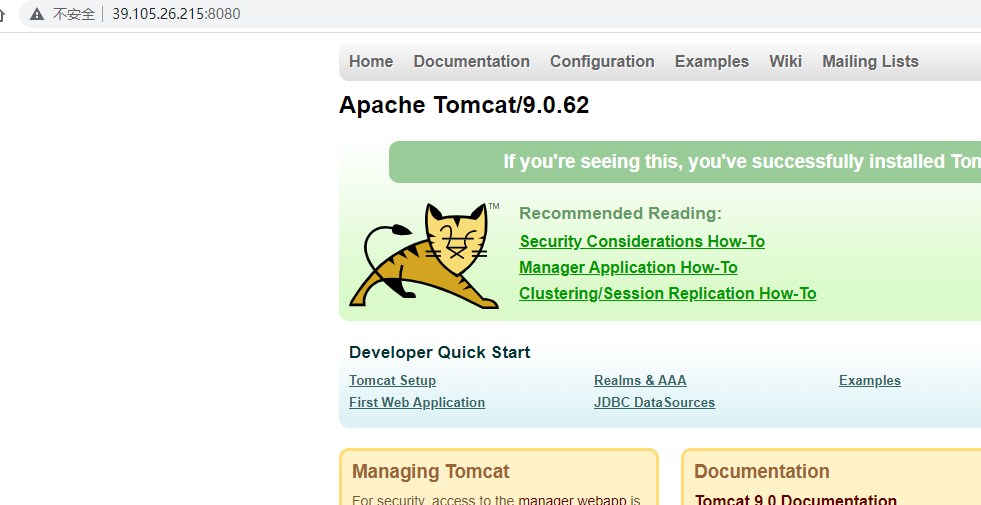 不安全 39.105.26.215:8080
Home Documentation Configuration Examples Wiki Mailing Lists
Apache Tomcat/9.0.62
If you're seeing this, you've successfully installed Tom
TM
Recommended Reading:
Security Considerations How-To
Manager Application How-To
Clustering/Session Replication How-To
Developer Quick Start
Tomcat Setup Realms & AAA Examples
First Web Application JDBC DataSources
Managing Tomcat Documentation
For security, access to the manager webapp is Tomcat 9.0 Documentation